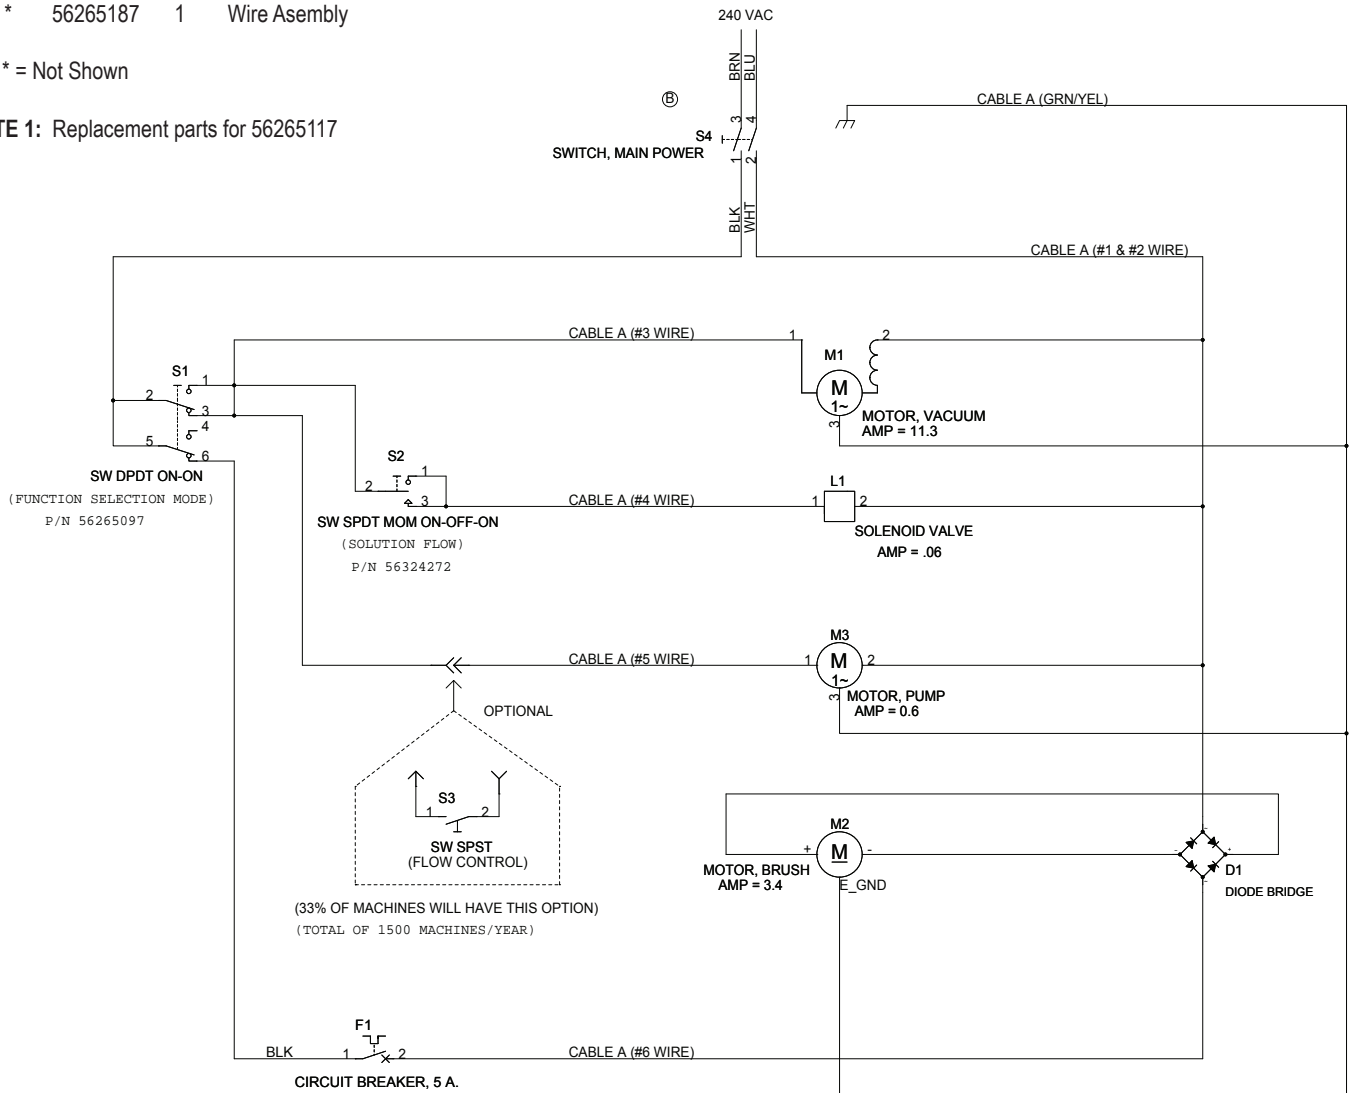 * 56265187 1 Wire Asembly
* = Not Shown
TE 1: Replacement parts for 56265117
240 VAC
BRN
BLU
B
CABLE A (GRN/YEL)
3
4
S4
SWITCH, MAIN POWER
1
2
BLK
WHT
CABLE A (#1 & #2 WIRE)
CABLE A (#3 WIRE)
1
2
M1
M
1~
3
MOTOR, VACUUM
AMP = 11.3
S1
1
2
3
4
5
6
SW DPDT ON-ON
(FUNCTION SELECTION MODE)
P/N 56265097
S2
1
2
3
SW SPDT MOM ON-OFF-ON
(SOLUTION FLOW)
P/N 56324272
CABLE A (#4 WIRE)
L1
1
2
SOLENOID VALVE
AMP = .06
M3
CABLE A (#5 WIRE)
1
M
2
1~
3
MOTOR, PUMP
AMP = 0.6
OPTIONAL
S3
1
2
SW SPST
(FLOW CONTROL)
(33% OF MACHINES WILL HAVE THIS OPTION)
(TOTAL OF 1500 MACHINES/YEAR)
M2
+
M
-
MOTOR, BRUSH
AMP = 3.4
E_GND
D1
DIODE BRIDGE
F1
BLK
1
2
CABLE A (#6 WIRE)
CIRCUIT BREAKER, 5 A.